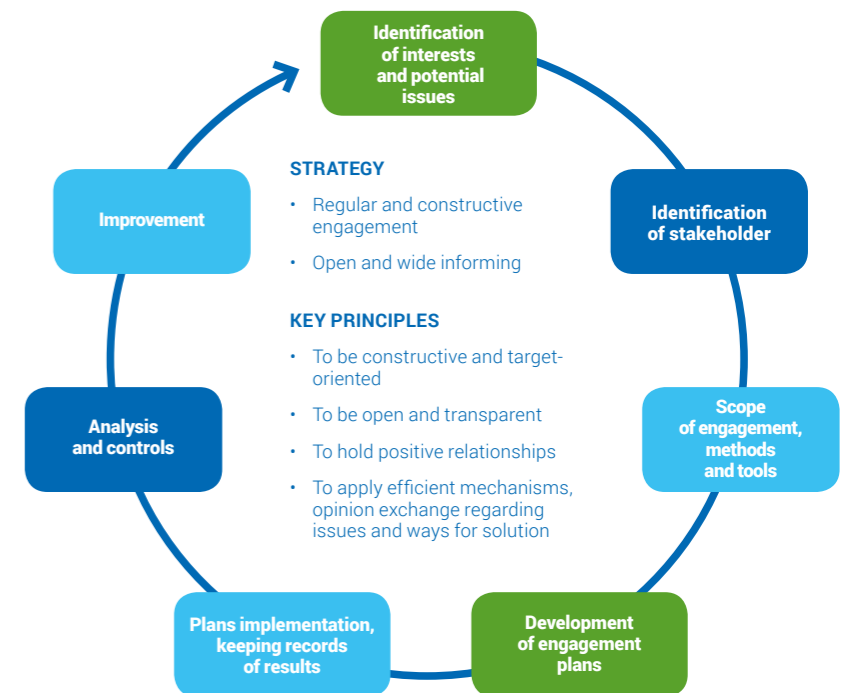 Identification
of interests
and potential
issues
Identification
of stakeholder
Scope
of engagement,
methods
and tools
Development
of engagement
plans
Plans implementation,
keeping records
of results
Analysis
and controls
Improvement
STRATEGY
• Regular and constructive
engagement
• Open and wide informing
KEY PRINCIPLES
• To be constructive and target-
oriented
• To be open and transparent
• To hold positive relationships
• To apply efficient mechanisms,
opinion exchange regarding
issues and ways for solution